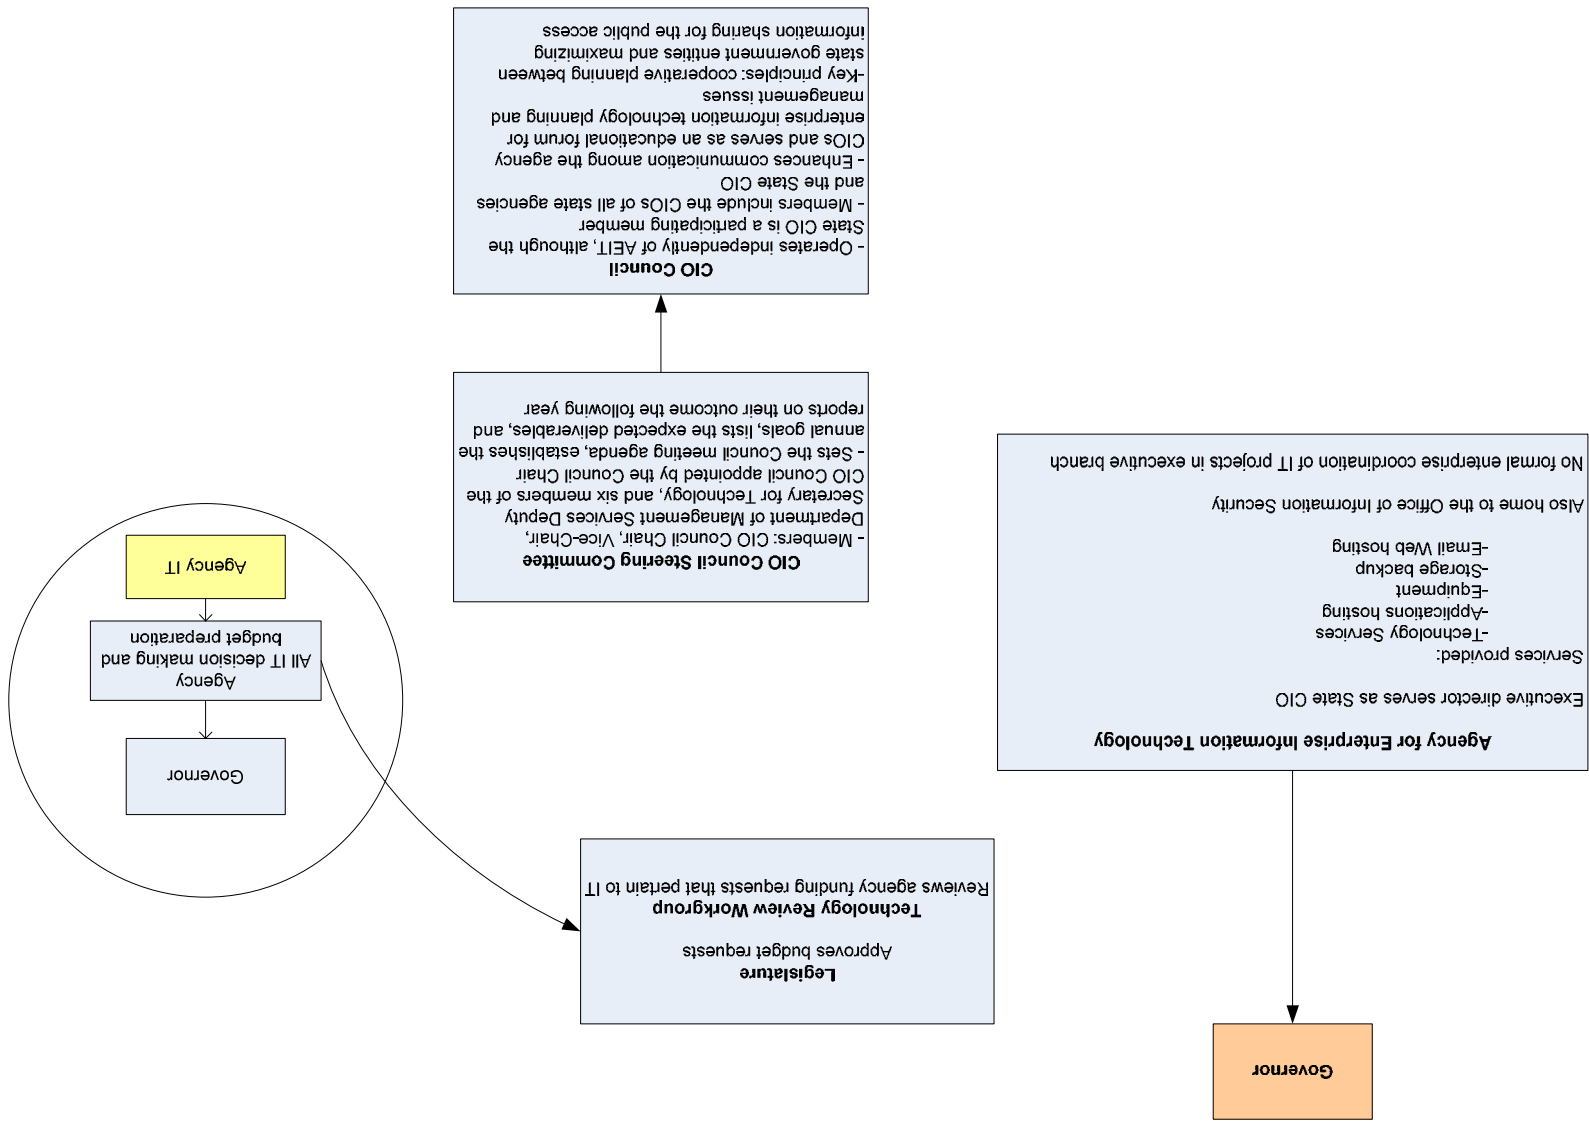 Governor
Legislature
Approves budget requests
Technology Review Workgroup
Reviews agency funding requests that pertain to IT
Agency for Enterprise Information Technology
Executive director serves as State CIO
Services provided:
-Technology Services
-Applications hosting
-Equipment
-Storage backup
-Email Web hosting
Also home to the Office of Information Security
No formal enterprise coordination of IT projects in executive branch
Governor
Agency
All IT decision making and
budget preparation
Agency IT
CIO Council Steering Committee
- Members: CIO Council Chair, Vice-Chair,
Department of Management Services Deputy
Secretary for Technology, and six members of the
CIO Council appointed by the Council Chair
- Sets the Council meeting agenda, establishes the
annual goals, lists the expected deliverables, and
reports on their outcome the following year
CIO Council
- Operates independently of AEIT, although the
State CIO is a participating member
- Members include the CIOs of all state agencies
and the State CIO
- Enhances communication among the agency
CIOs and serves as an educational forum for
enterprise information technology planning and
management issues
-Key principles: cooperative planning between
state government entities and maximizing
information sharing for the public access